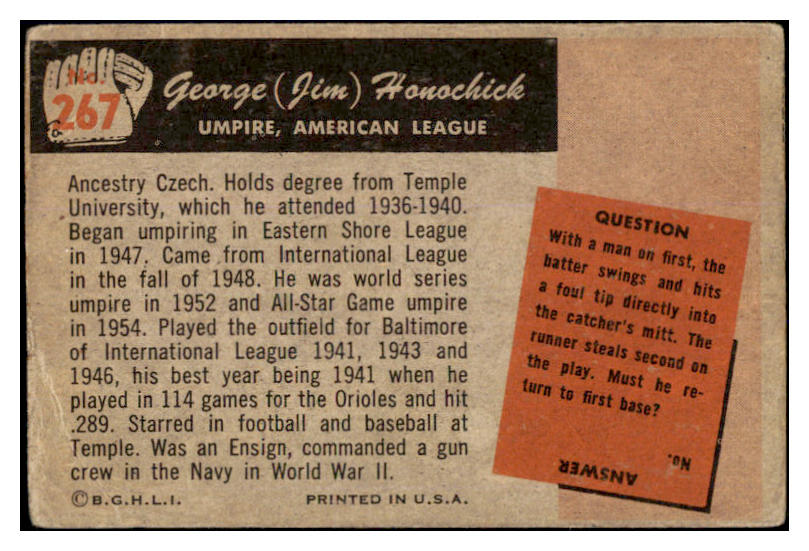 No.
267
George (Jim) Honochick
UMPIRE, AMERICAN LEAGUE
Ancestry Czech. Holds degree from Temple
University, which he attended 1936-1940.
Began umpiring in Eastern Shore League
in 1947. Came from International League
in the fall of 1948. He was world series
umpire in 1952 and All-Star Game umpire
in 1954. Played the outfield for Baltimore
of International League 1941, 1943 and
1946, his best year being 1941 when he
played in 114 games for the Orioles and hit
.289. Starred in football and baseball at
Temple. Was an Ensign, commanded a gun
crew in the Navy in World War II.
©B.G.H.L.I. PRINTED IN U.S.A.
QUESTION
With a man on first, the
batter swings and hits
a foul tip directly into
the catcher's mitt. The
runner steals second on
the play. Must he re-
turn to first base?
ANSWER
No.